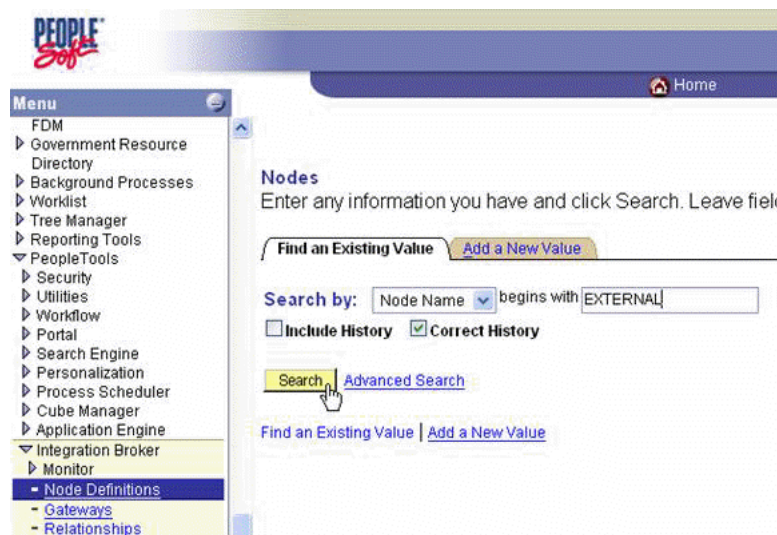 PEOPLE
Soft
Home
Menu
FDM
Government Resource
Directory
Background Processes
Worklist
Tree Manager
Reporting Tools
PeopleTools
Security
Utilities
Workflow
Portal
Search Engine
Personalization
Process Scheduler
Cube Manager
Application Engine
Integration Broker
Monitor
- Node Definitions
- Gateways
- Relationships
Nodes
Enter any information you have and click Search. Leave fiel
Find an Existing Value Add a New Value
Search by: Node Name begins with EXTERNAL
Include History Correct History
Search Advanced Search
Find an Existing Value | Add a New Value